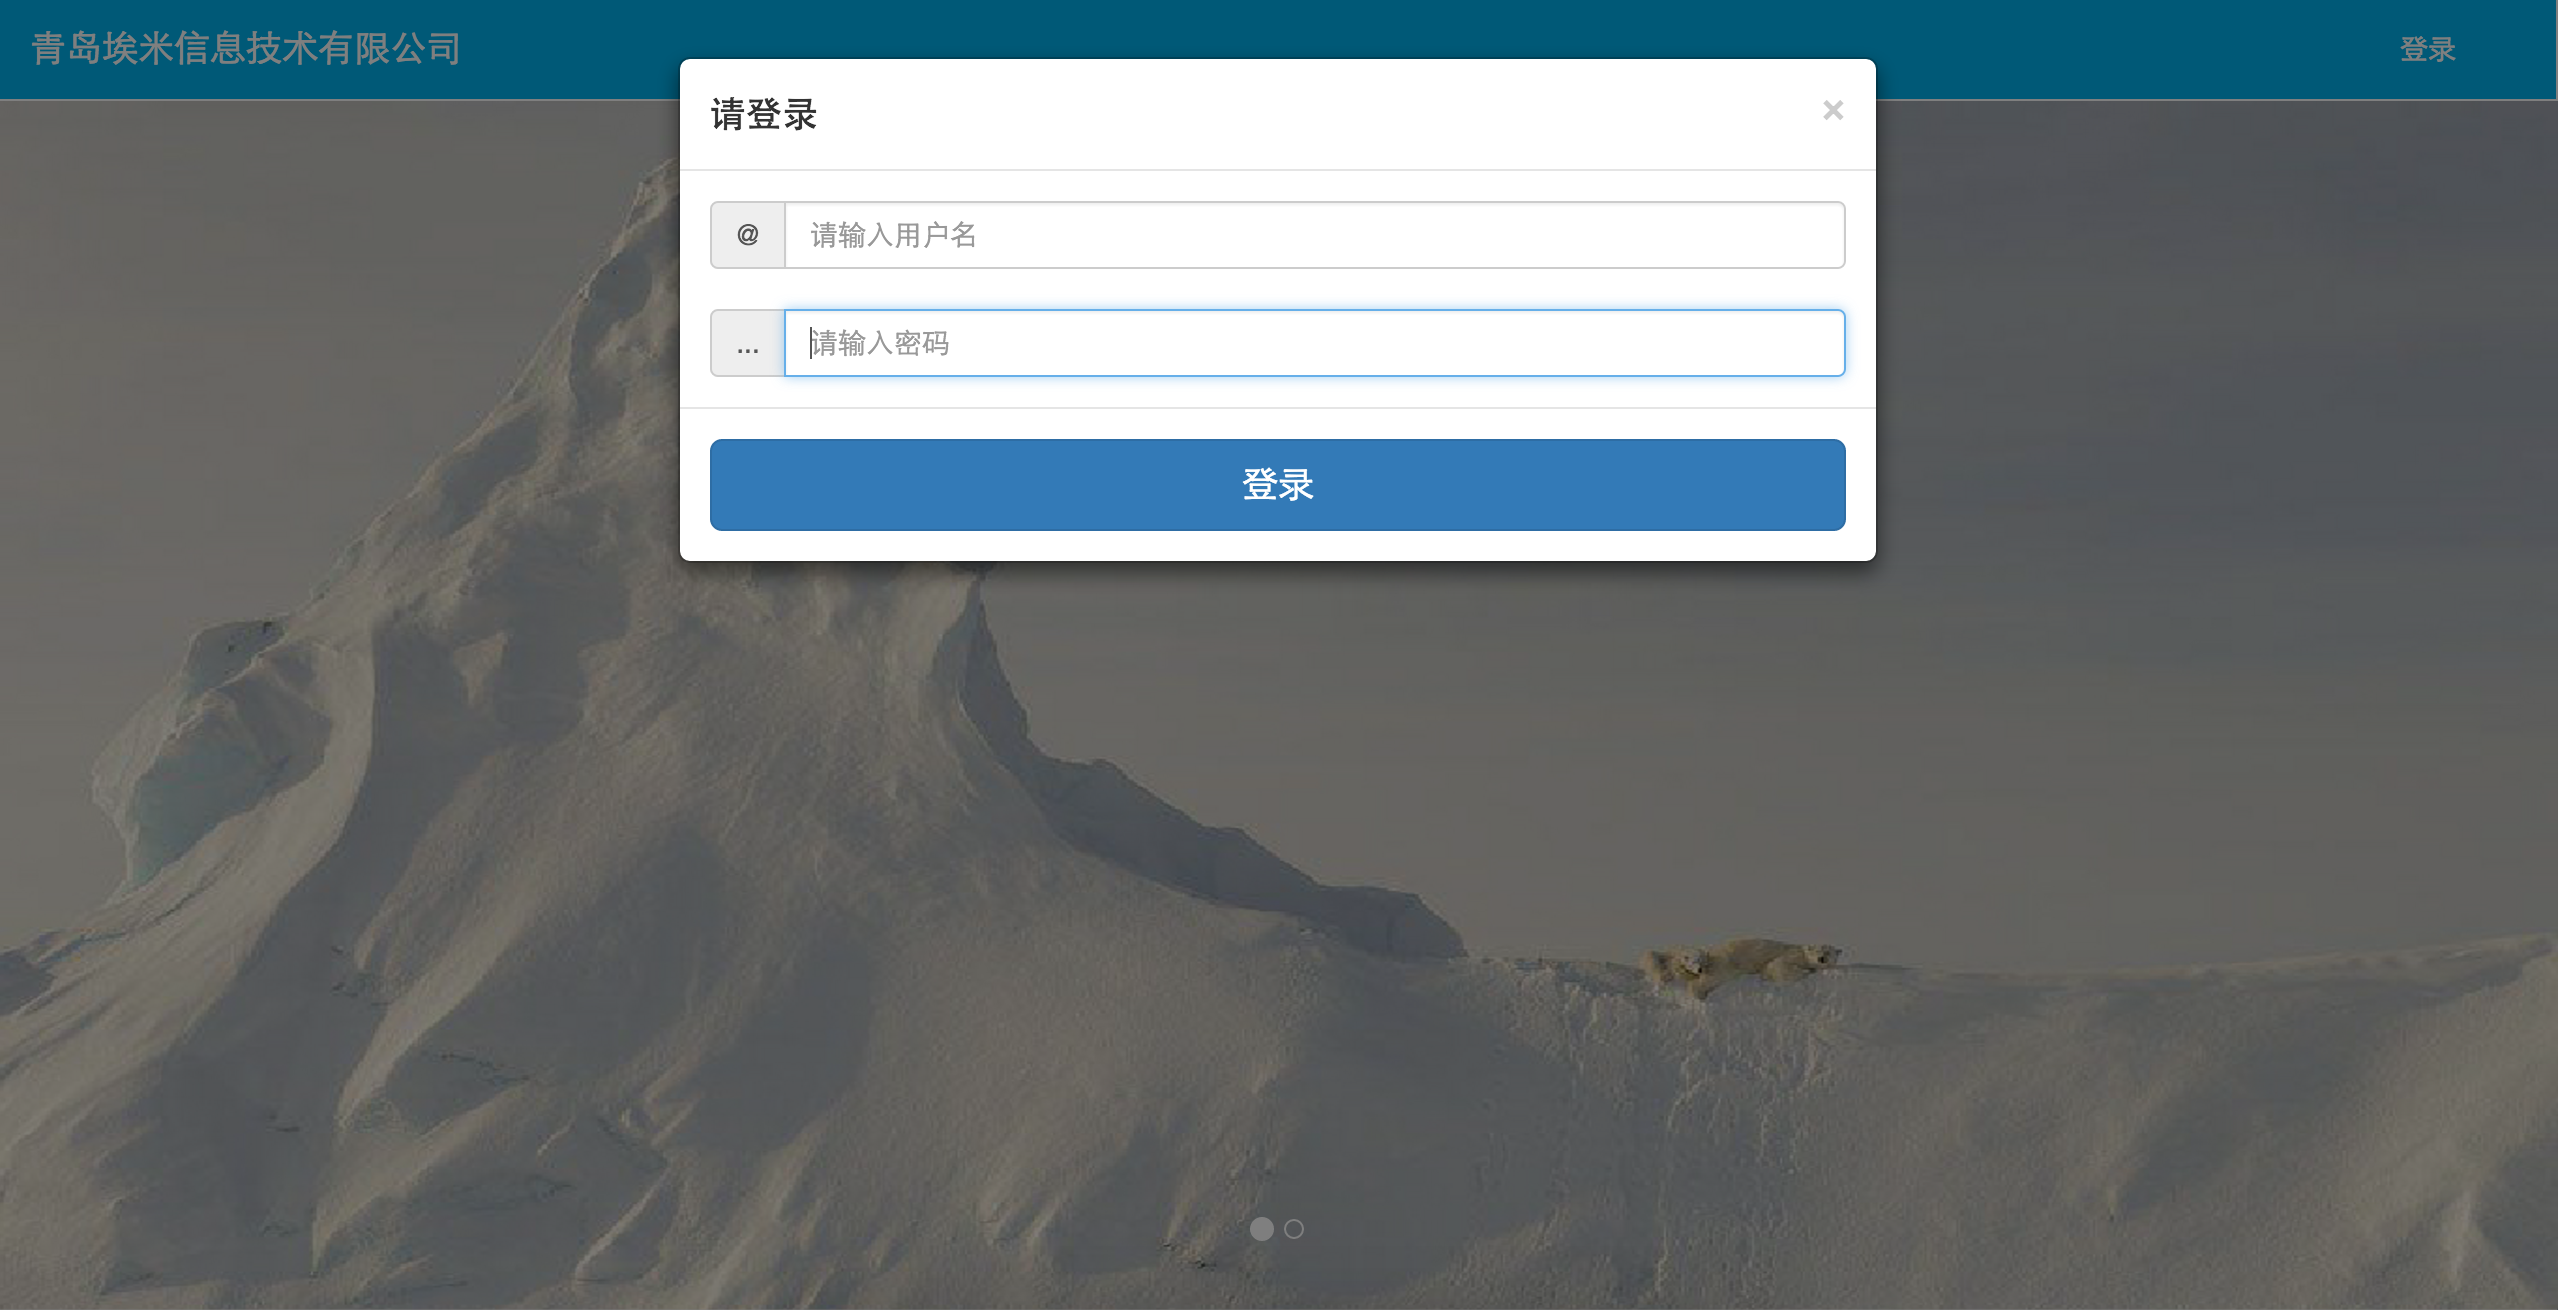 青岛埃米信息技术有限公司
登录
请登录
×
@
请输入用户名
...
请输入密码
登录